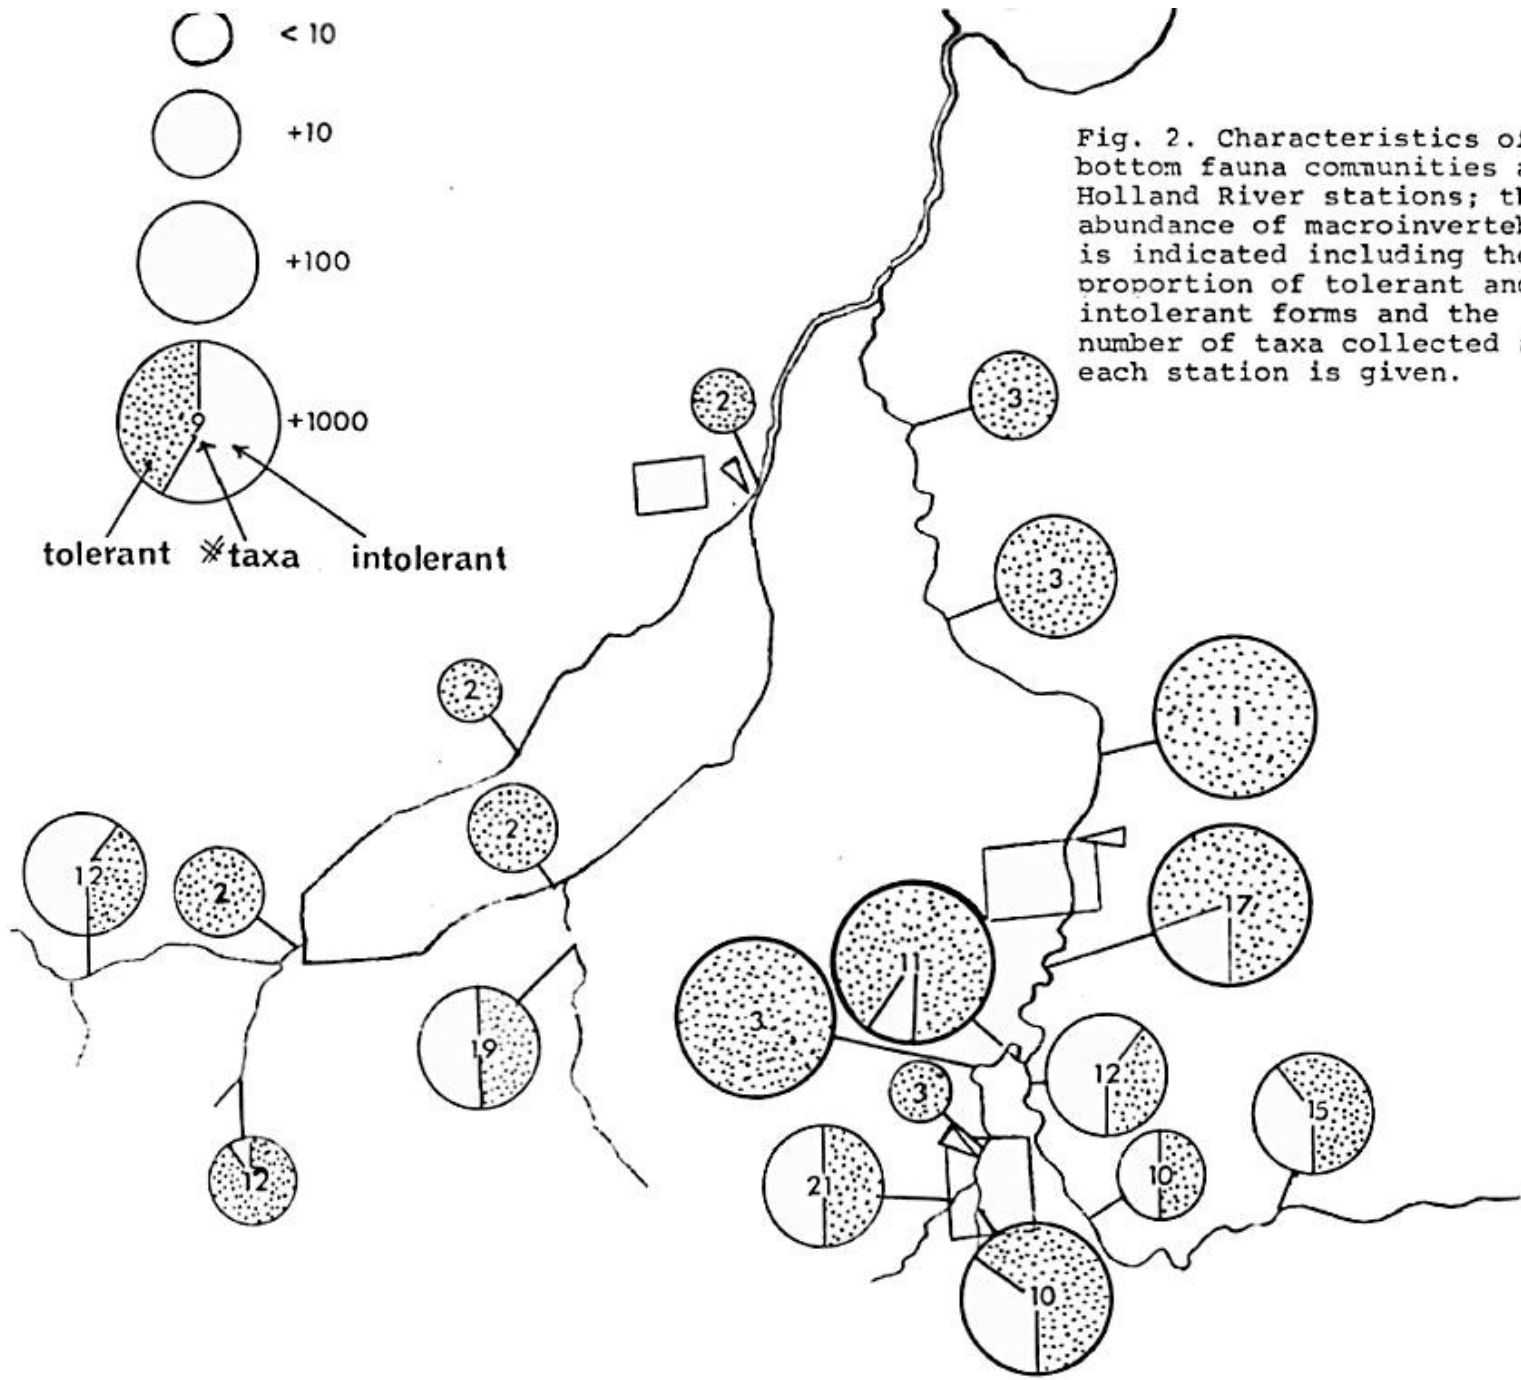 < 10
+10
+100
9
+1000
tolerant #taxa intolerant
Fig. 2. Characteristics of
bottom fauna communities a
Holland River stations; th
abundance of macroinverteb
is indicated including the
proportion of tolerant and
intolerant forms and the
number of taxa collected a
each station is given.
2
3
3
2
1
2
12
2
17
11
3
19
12
3
15
12
21
10
10